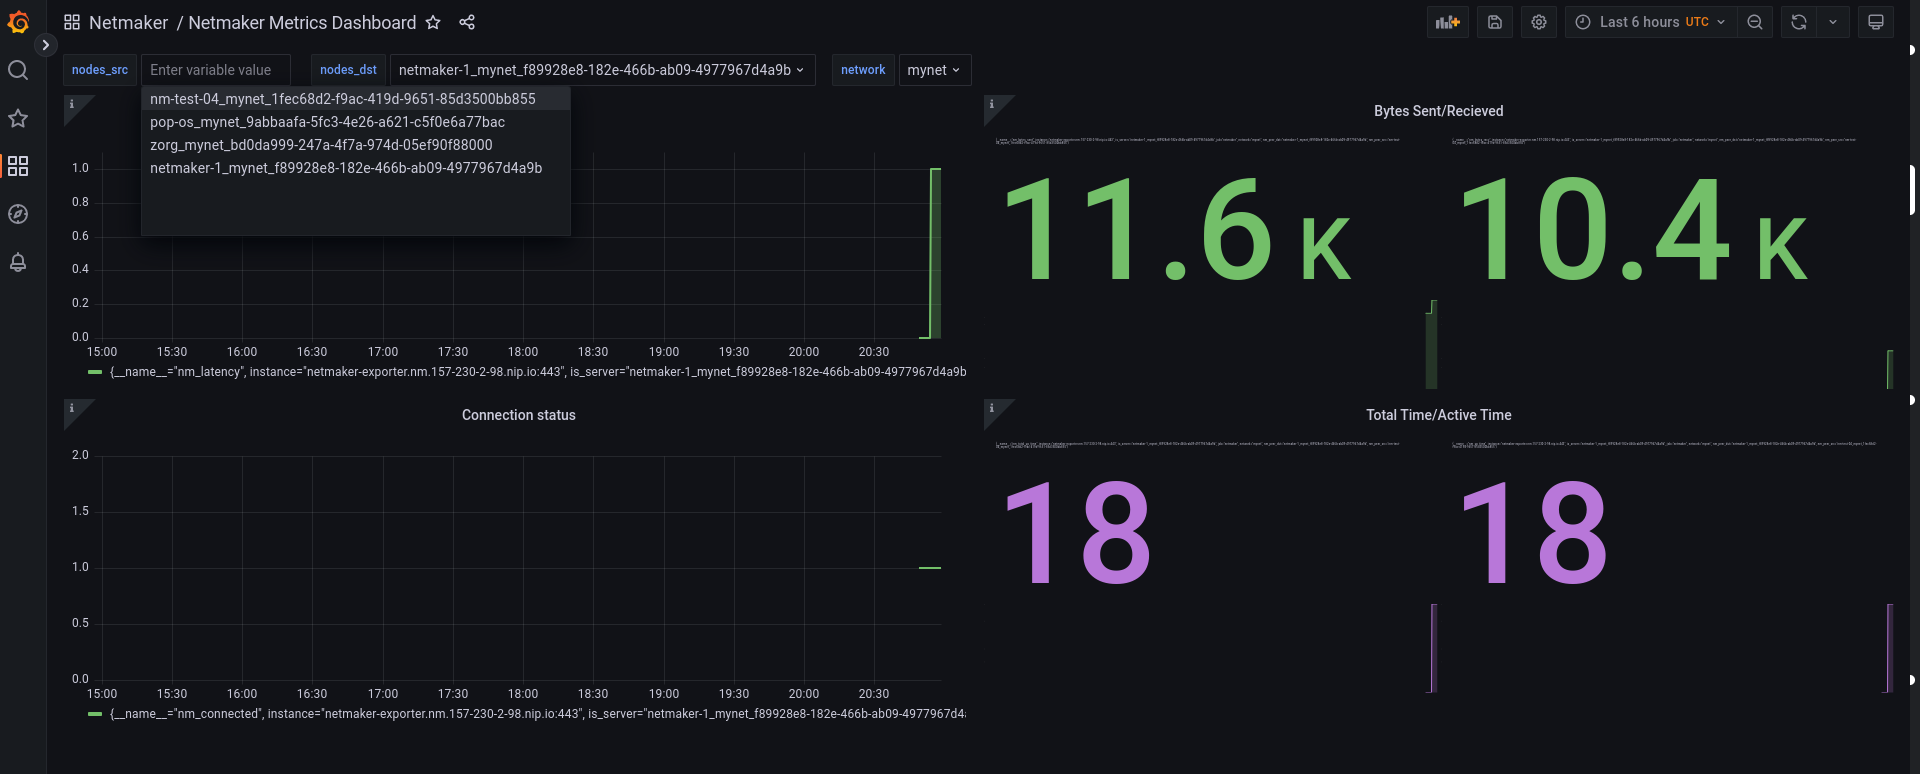 Netmaker / Netmaker Metrics Dashboard
Last 6 hours UTC
nodes_src Enter variable value nodes_dst netmaker-1_mynet_f89928e8-182e-466b-ab09-4977967d4a9b network mynet
nm-test-04_mynet_1fec68d2-f9ac-419d-9651-85d3500bb855
pop-os_mynet_9abbaafa-5fc3-4e26-a621-c5f0e6a77bac
zorg_mynet_bd0da999-247a-4f7a-974d-05ef90f88000
netmaker-1_mynet_f89928e8-182e-466b-ab09-4977967d4a9b
1.0
0.8
0.6
0.4
0.2
0.0
15:00 15:30 16:00 16:30 17:00 17:30 18:00 18:30 19:00 19:30 20:00 20:30
{__name__="nm_latency", instance="netmaker-exporter.nm.157-230-2-98.nip.io:443", is_server="netmaker-1_mynet_f89928e8-182e-466b-ab09-4977967d4a9b
Bytes Sent/Recieved
11.6 K
10.4 K
Connection status
2.0
1.5
1.0
0.5
0.0
15:00 15:30 16:00 16:30 17:00 17:30 18:00 18:30 19:00 19:30 20:00 20:30
{__name__="nm_connected", instance="netmaker-exporter.nm.157-230-2-98.nip.io:443", is_server="netmaker-1_mynet_f89928e8-182e-466b-ab09-4977967d4
Total Time/Active Time
18
18